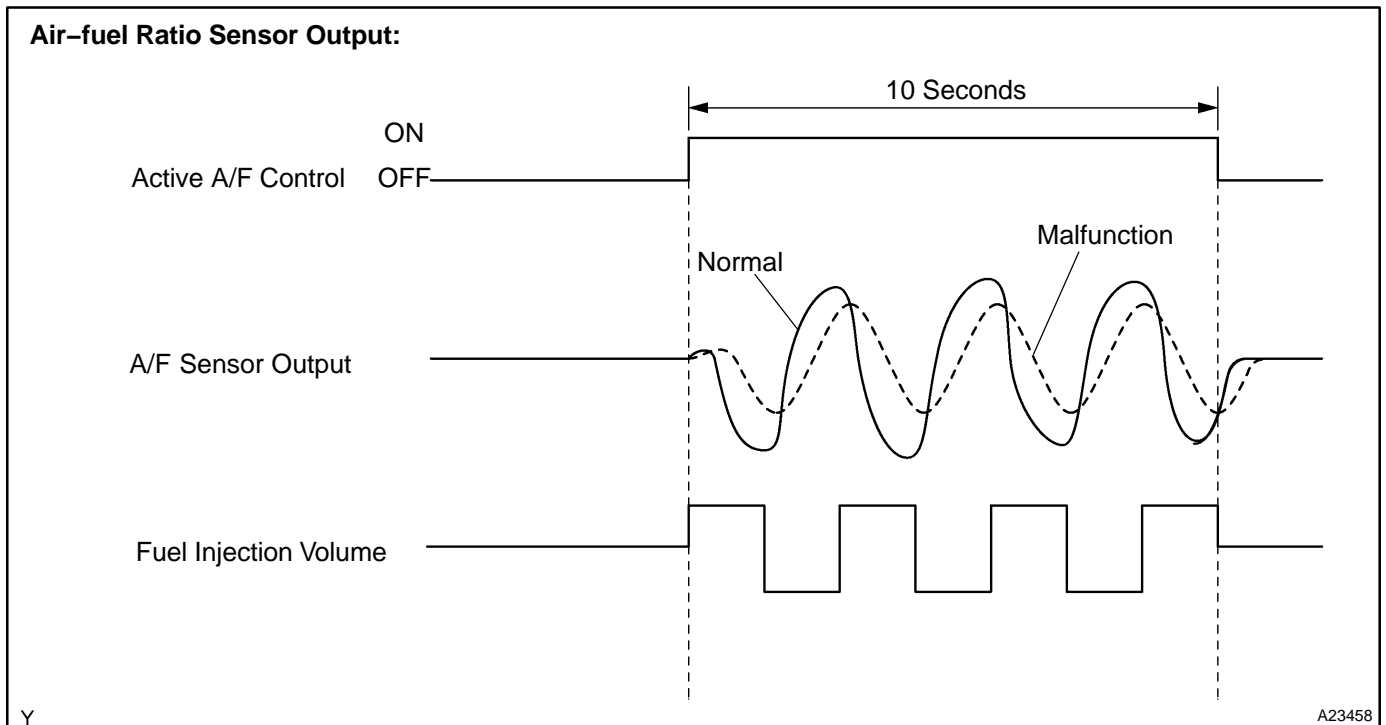 Air–fuel Ratio Sensor Output:
10 Seconds
ON
Active A/F Control OFF
Malfunction
Normal
A/F Sensor Output
Fuel Injection Volume
Y
A23458